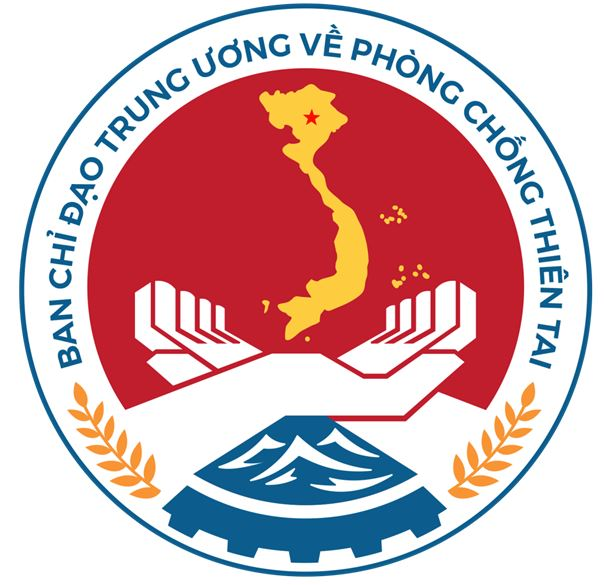 BAN CHỈ ĐẠO TRUNG ƯƠNG VỀ PHÒNG CHỐNG THIÊN TAI